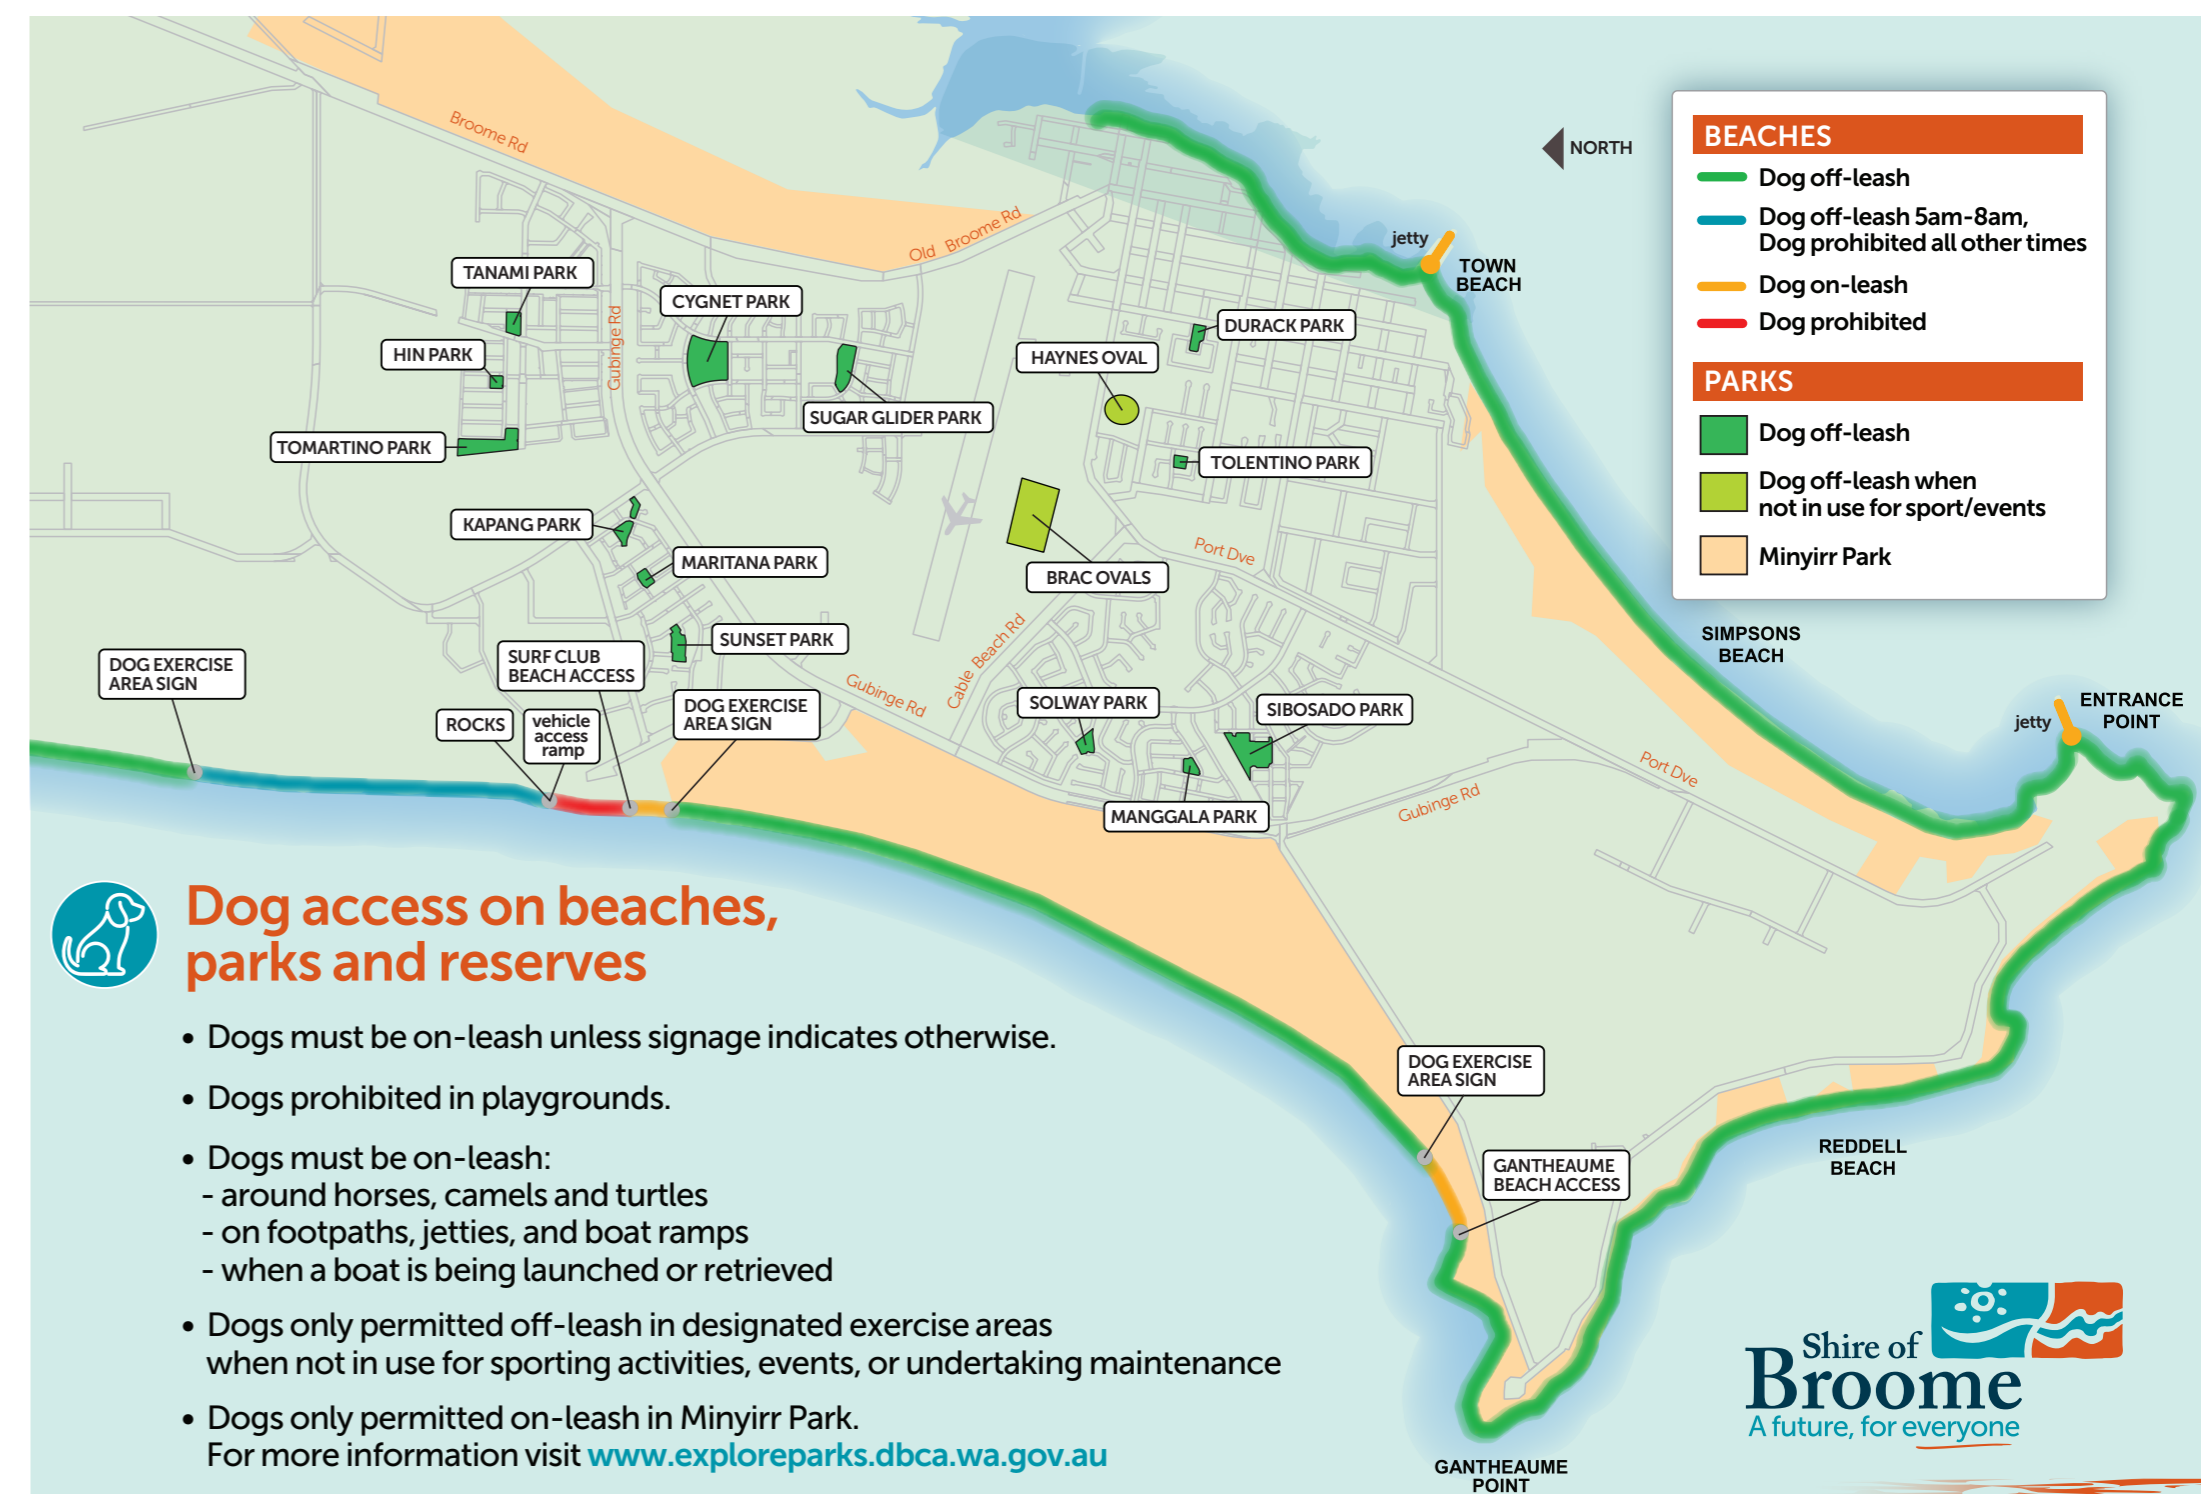 Broome Rd
NORTH
BEACHES
Dog off-leash
Dog off-leash 5am-8am,
Dog prohibited all other times
Dog on-leash
Dog prohibited
PARKS
Dog off-leash
Dog off-leash when
not in use for sport/events
Minyirr Park
Old Broome Rd
jetty
TOWN
BEACH
TANAMI PARK
CYGNET PARK
Gubinge Rd
HIN PARK
DURACK PARK
HAYNES OVAL
SUGAR GLIDER PARK
TOMARTINO PARK
TOLENTINO PARK
KAPANG PARK
MARITANA PARK
BRAC OVALS
Port Dve
SUNSET PARK
Cable Beach Rd
SIMPSONS
BEACH
DOG EXERCISE
AREA SIGN
SURF CLUB
BEACH ACCESS
ROCKS
vehicle
access
ramp
DOG EXERCISE
AREA SIGN
Gubinge Rd
SOLWAY PARK
SIBOSADO PARK
jetty
ENTRANCE
POINT
Port Dve
Gubinge Rd
MANGGALA PARK
Dog access on beaches,
parks and reserves
• Dogs must be on-leash unless signage indicates otherwise.
• Dogs prohibited in playgrounds.
• Dogs must be on-leash:
- around horses, camels and turtles
- on footpaths, jetties, and boat ramps
- when a boat is being launched or retrieved
• Dogs only permitted off-leash in designated exercise areas
when not in use for sporting activities, events, or undertaking maintenance
• Dogs only permitted on-leash in Minyirr Park.
For more information visit www.exploreparks.dbca.wa.gov.au
DOG EXERCISE
AREA SIGN
GANTHEAUME
BEACH ACCESS
REDDELL
BEACH
GANTHEAUME
POINT
Shire of
Broome
A future, for everyone